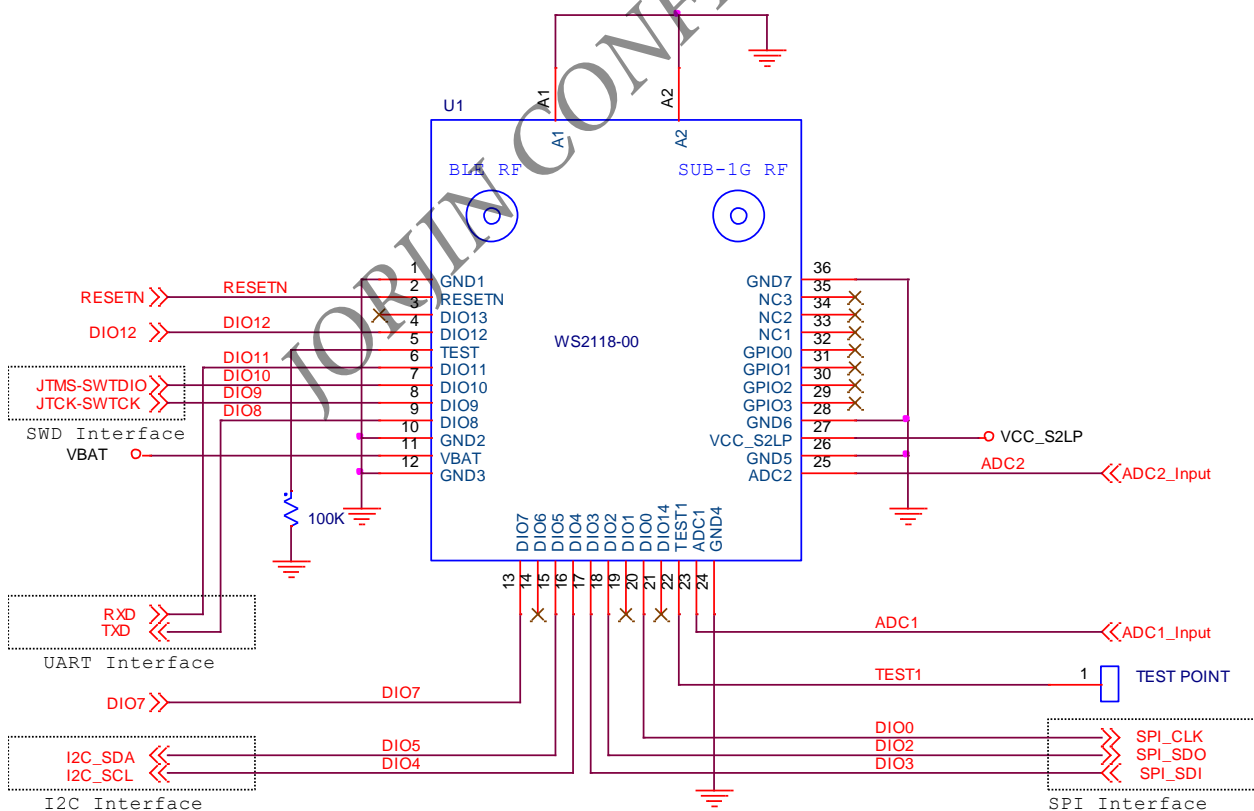 JORJIN CONF
A1
A2
U1
A1
A2
BLE RF
SUB-1G RF
WS2118-00
1
GND1
RESETN
RESETN
2
RESETN
3
DIO13
DIO12
DIO12
4
DIO12
5
TEST
DIO11
6
DIO11
JTMS-SWTDIO
DIO10
7
DIO10
JTCK-SWTCK
DIO9
8
DIO9
SWD Interface
DIO8
9
DIO8
10
GND2
VBAT
11
VBAT
12
GND3
100K
36
GND7
35
NC3
34
NC2
33
NC1
32
GPIO0
31
GPIO1
30
GPIO2
29
GPIO3
28
GND6
27
VCC_S2LP
VCC_S2LP
26
GND5
25
ADC2
ADC2
ADC2_Input
DIO7
DIO6
DIO5
DIO4
DIO3
DIO2
DIO1
DIO0
DIO14
TEST1
ADC1
GND4
13
14
15
16
17
18
19
20
21
22
23
24
RXD
TXD
UART Interface
ADC1
ADC1_Input
TEST1
1
TEST POINT
DIO7
DIO7
I2C_SDA
DIO5
I2C_SCL
DIO4
I2C Interface
DIO0
SPI_CLK
DIO2
SPI_SDO
DIO3
SPI_SDI
SPI Interface